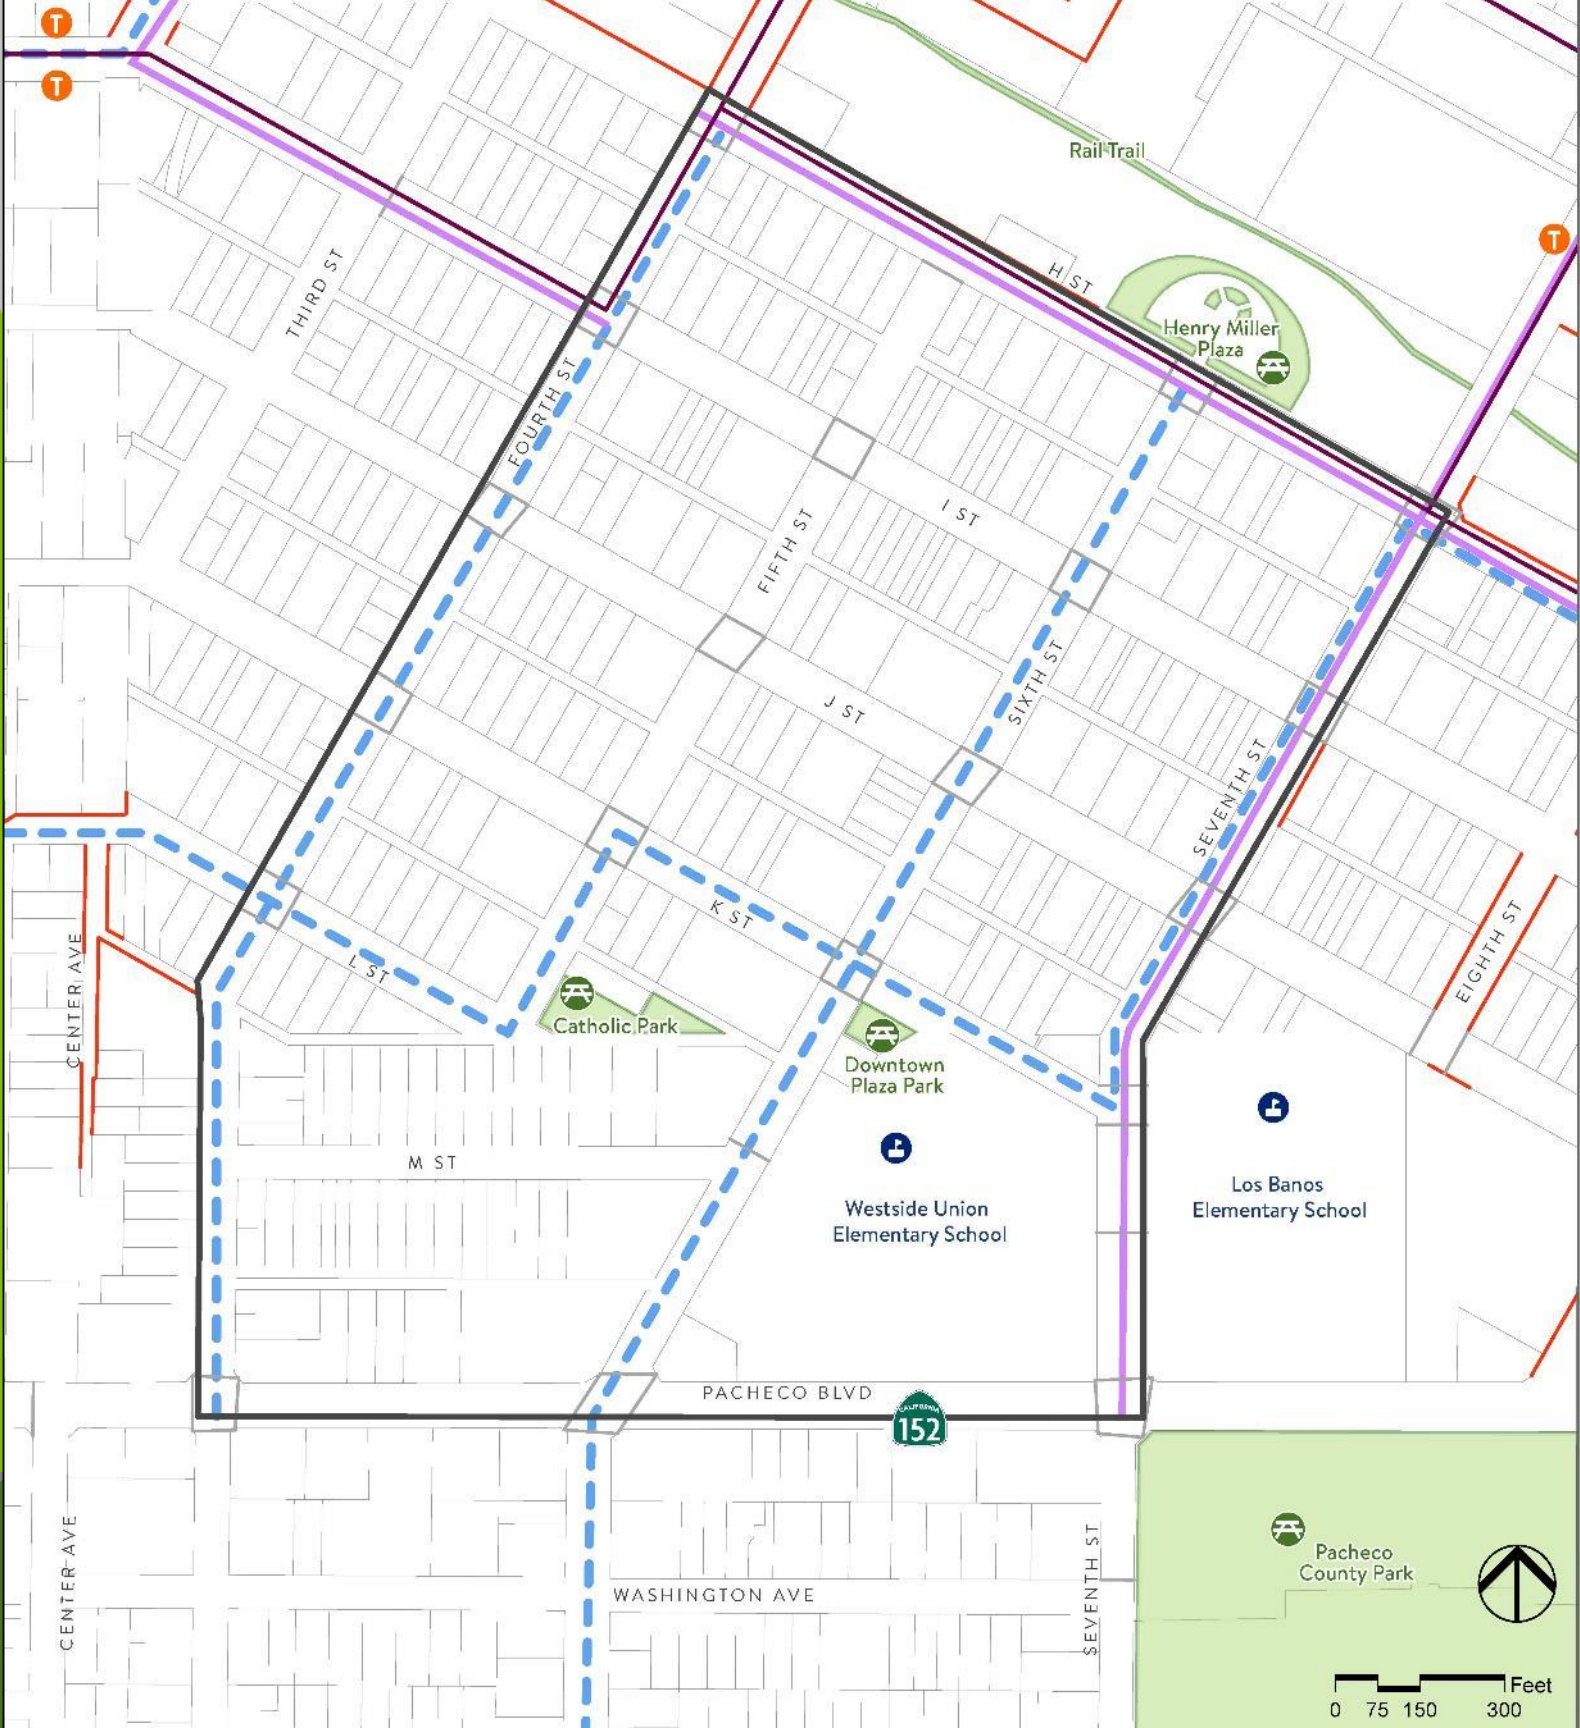 T
T
Rail Trail
T
THIRD ST
H ST
Henry Miller
Plaza
FOURTH ST
I ST
FIFTH ST
SIXTH ST
J ST
SEVENTH ST
K ST
EIGHTH ST
CENTER AVE
L ST
Catholic Park
Downtown
Plaza Park
M ST
Westside Union
Elementary School
Los Banos
Elementary School
PACHECO BLVD
CALIFORNIA
152
CENTER AVE
SEVENTH ST
Pacheco
County Park
WASHINGTON AVE
Feet
0 75 150 300